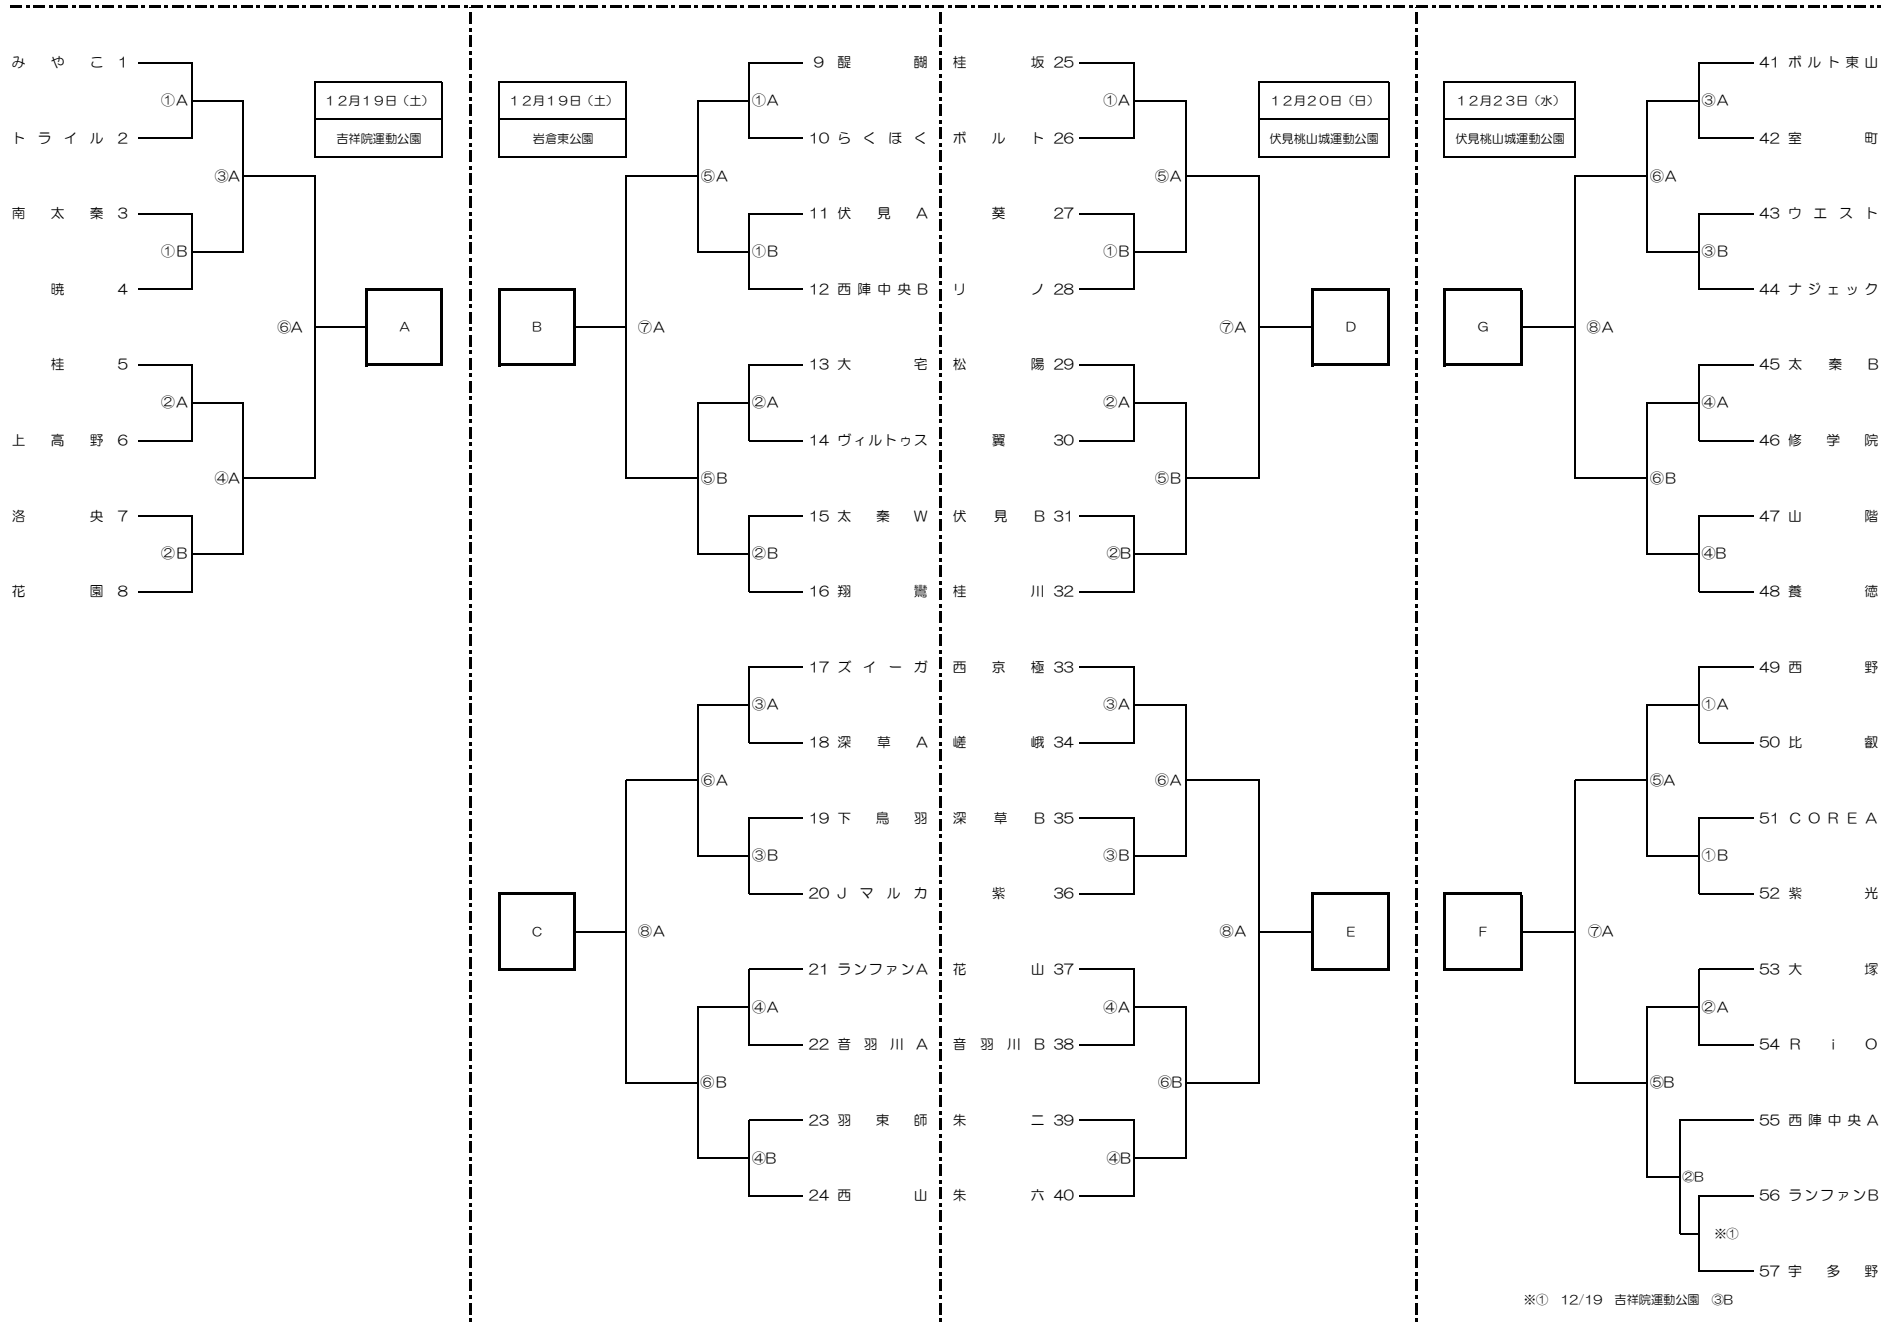 みやこ 1
①A
トライル 2
③A
南太秦 3
①B
暁 4
⑥A
A
桂 5
②A
上高野 6
④A
洛央 7
②B
花園 8
12月19日（土）
吉祥院運動公園
12月19日（土）
岩倉東公園
9 醍醐
①A
10 らくほく
⑤A
11 伏見A
①B
12 西陣中央B
B
⑦A
13 大宅
②A
14 ヴィルトゥス
⑤B
15 太秦W
②B
16 翔鸞
17 ズイーガ
③A
18 深草A
⑥A
19 下鳥羽
③B
20 Jマルカ
C
⑧A
21 ランファンA
④A
22 音羽川A
⑥B
23 羽束師
④B
24 西山
桂坂 25
①A
ボルト 26
⑤A
葵 27
①B
リノ 28
⑦A
D
松陽 29
②A
翼 30
⑤B
伏見B 31
②B
桂川 32
12月20日（日）
伏見桃山城運動公園
西京極 33
③A
嵯峨 34
⑥A
深草B 35
③B
紫 36
⑧A
E
花山 37
④A
音羽川B 38
⑥B
朱二 39
④B
朱六 40
12月23日（水）
伏見桃山城運動公園
41 ボルト東山
③A
42 室町
⑥A
43 ウエスト
③B
44 ナジェック
G
⑧A
45 太秦B
④A
46 修学院
⑥B
47 山階
④B
48 養徳
49 西野
①A
50 比叡
⑤A
51 COREA
①B
52 紫光
F
⑦A
53 大塚
②A
54 RiO
⑤B
55 西陣中央A
②B
56 ランファンB
※①
57 宇多野
※① 12/19 吉祥院運動公園 ③B